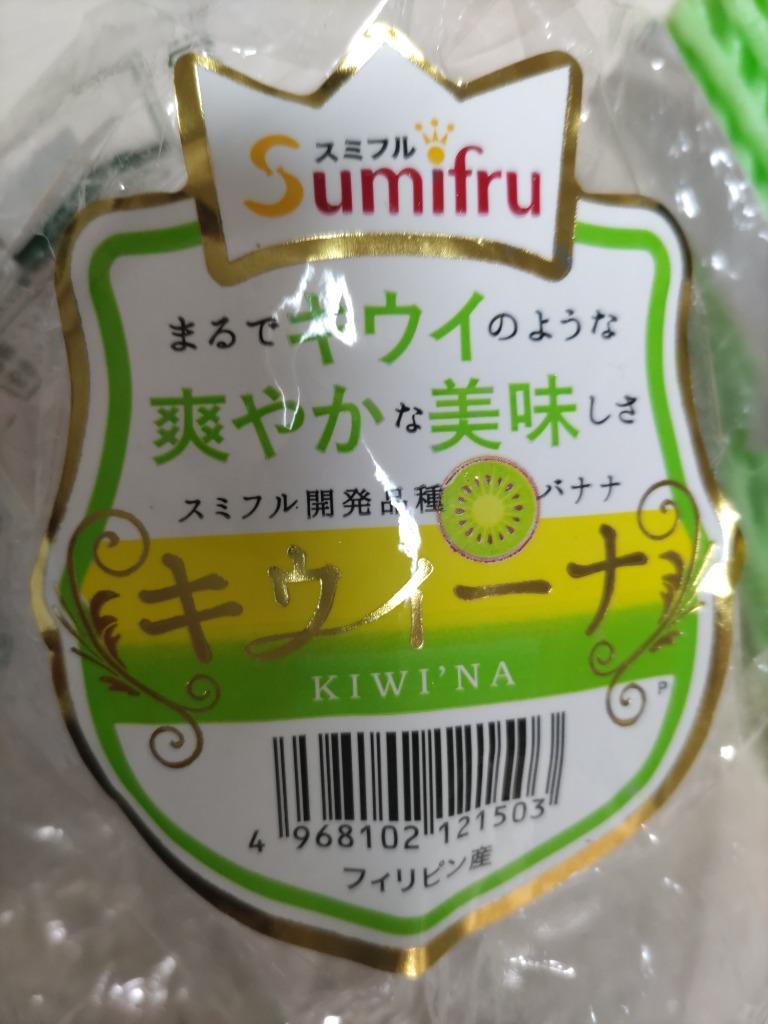 スミフル
Sumifru
まるでキウイのような
爽やかな美味しさ
スミフル開発品種 バナナ
キウイーナ
KIWI'NA
P
4 968102 121503
フィリピン産